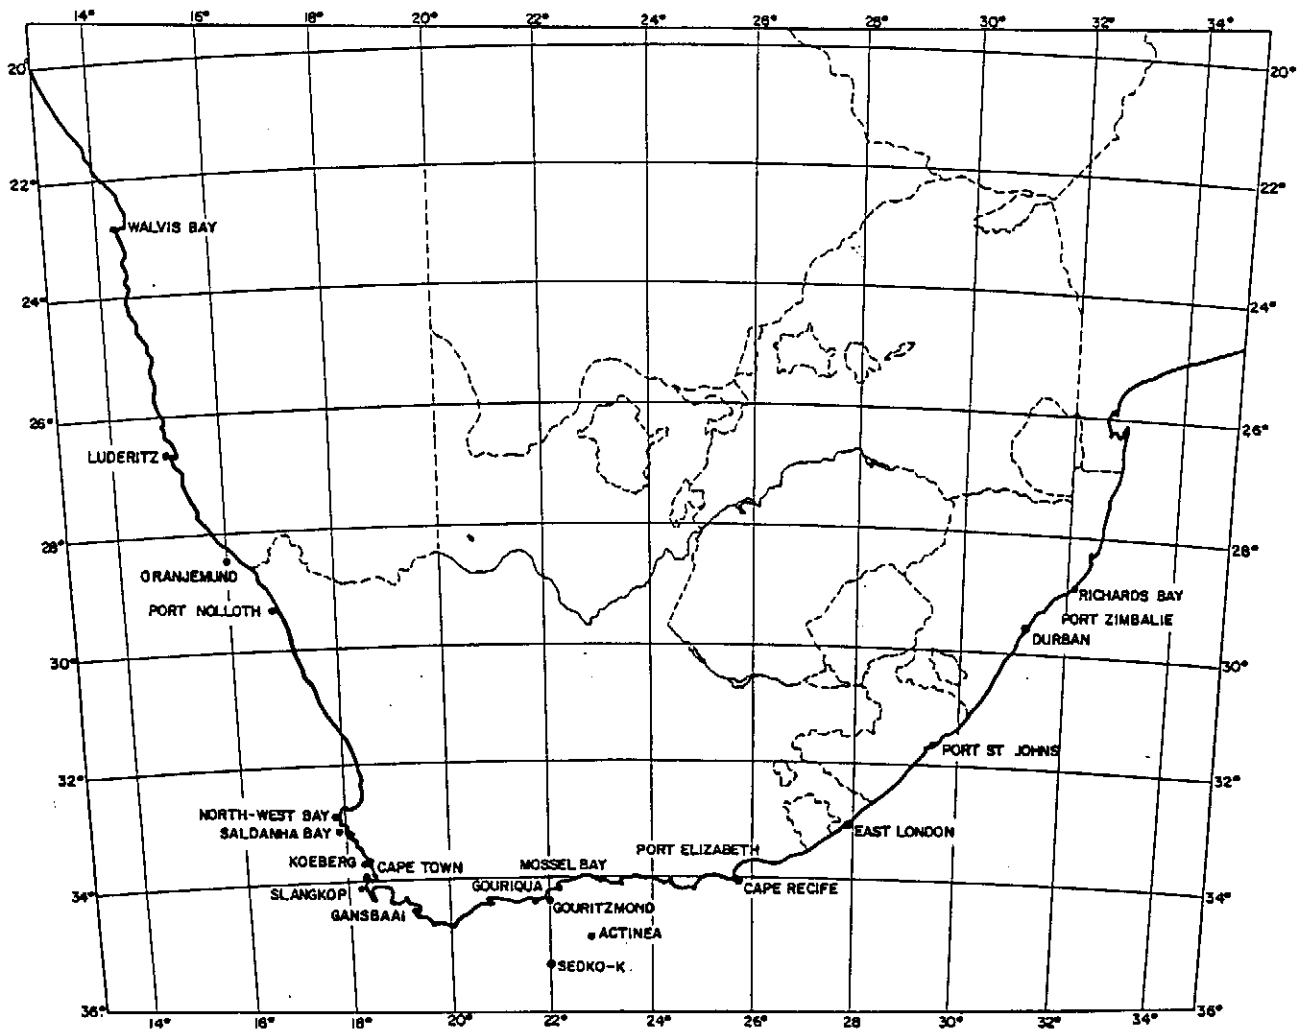 14° 16° 18° 20° 22° 24° 26° 28° 30° 32° 34°
20° 20°
22° 22°
WALVIS BAY
24° 24°
26° 26°
LUDERITZ
28° 28°
ORANJEMUND
RICHARDS BAY
PORT NOLLOTH
PORT ZIMBALIE
DURBAN
30° 30°
PORT ST JOHNS
32° 32°
NORTH-WEST BAY
SALDANHA BAY
EAST LONDON
PORT ELIZABETH
KOEBERG
CAPE TOWN
MOSSEL BAY
SLANGKOP
GOURIQUA
CAPE RECIFE
34° 34°
GANSBAAI
GOURITZMOND
ACTINEA
SEDKO-K
36° 36°
14° 16° 18° 20° 22° 24° 26° 28° 30° 32° 34°